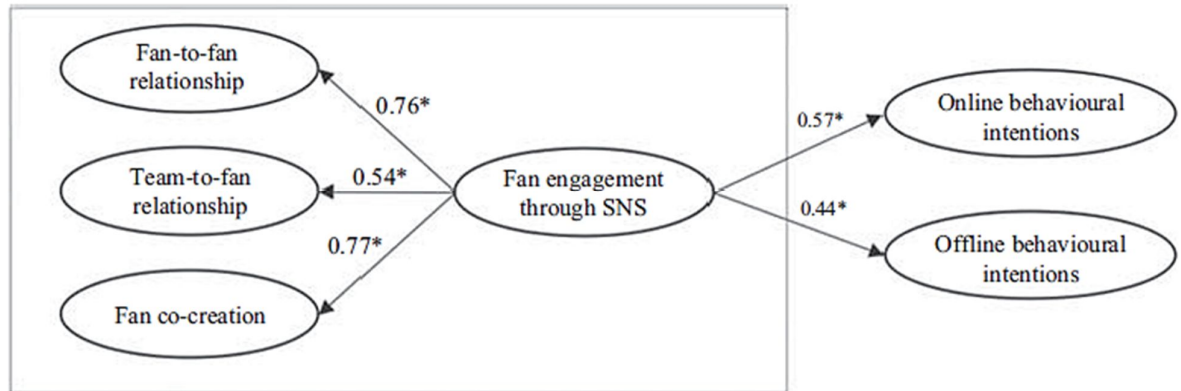 Fan-to-fan
relationship
0.76*
Team-to-fan
relationship
0.54*
Fan co-creation
0.77*
Fan engagement
through SNS
0.57*
Online behavioural
intentions
0.44*
Offline behavioural
intentions